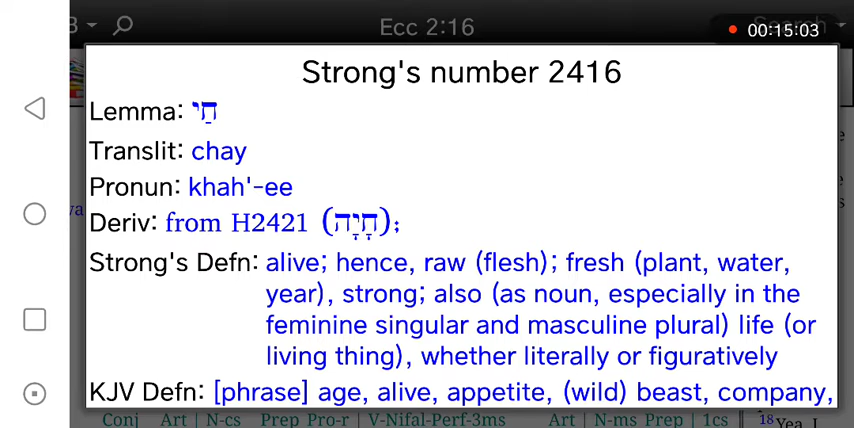 Ecc 2:16
00:15:03
Strong's number 2416
Lemma: חַי
Translit: chay
Pronun: khah'-ee
Deriv: from H2421 (חָיָה);
Strong's Defn: alive; hence, raw (flesh); fresh (plant, water,
year), strong; also (as noun, especially in the
feminine singular and masculine plural) life (or
living thing), whether literally or figuratively
KJV Defn: [phrase] age, alive, appetite, (wild) beast, company,
Conj Art | N-cs Prep Pro-r | V-Nifal-Perf-3ms Art | N-ms Prep | 1cs 18 Yea, I